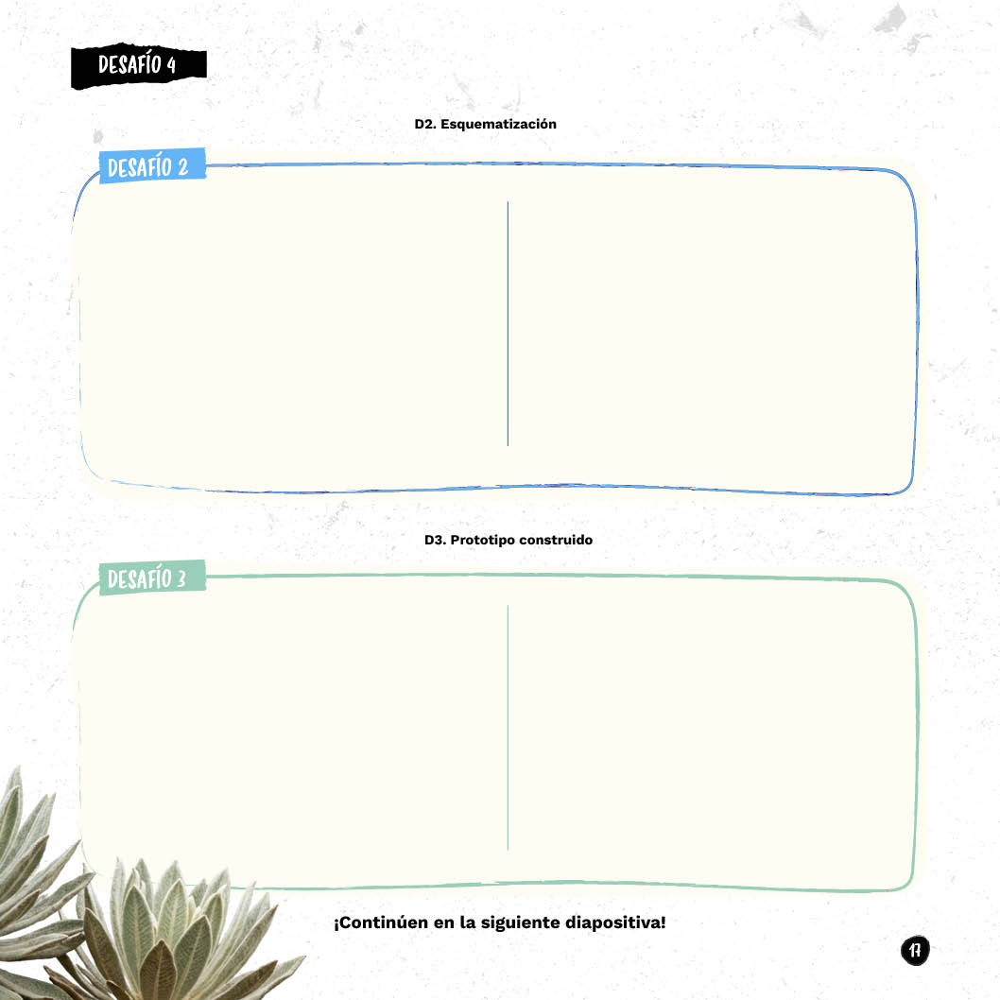 DESAFÍO 4
D2. Esquematización
DESAFÍO 2
D3. Prototipo construido
DESAFÍO 3
¡Continúen en la siguiente diapositiva!
17